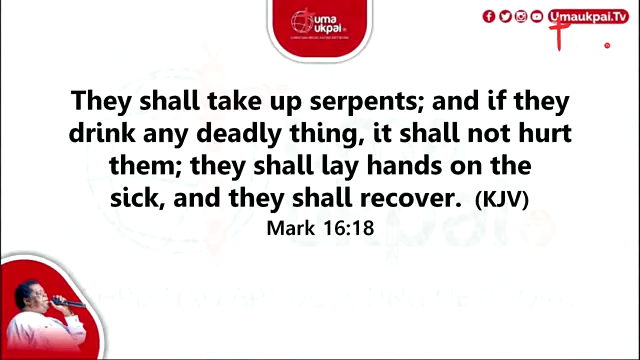 uma
ukpai
Umaukpai.Tv
They shall take up serpents; and if they
drink any deadly thing, it shall not hurt
them; they shall lay hands on the
sick, and they shall recover. (KJV)
Mark 16:18
ukpai